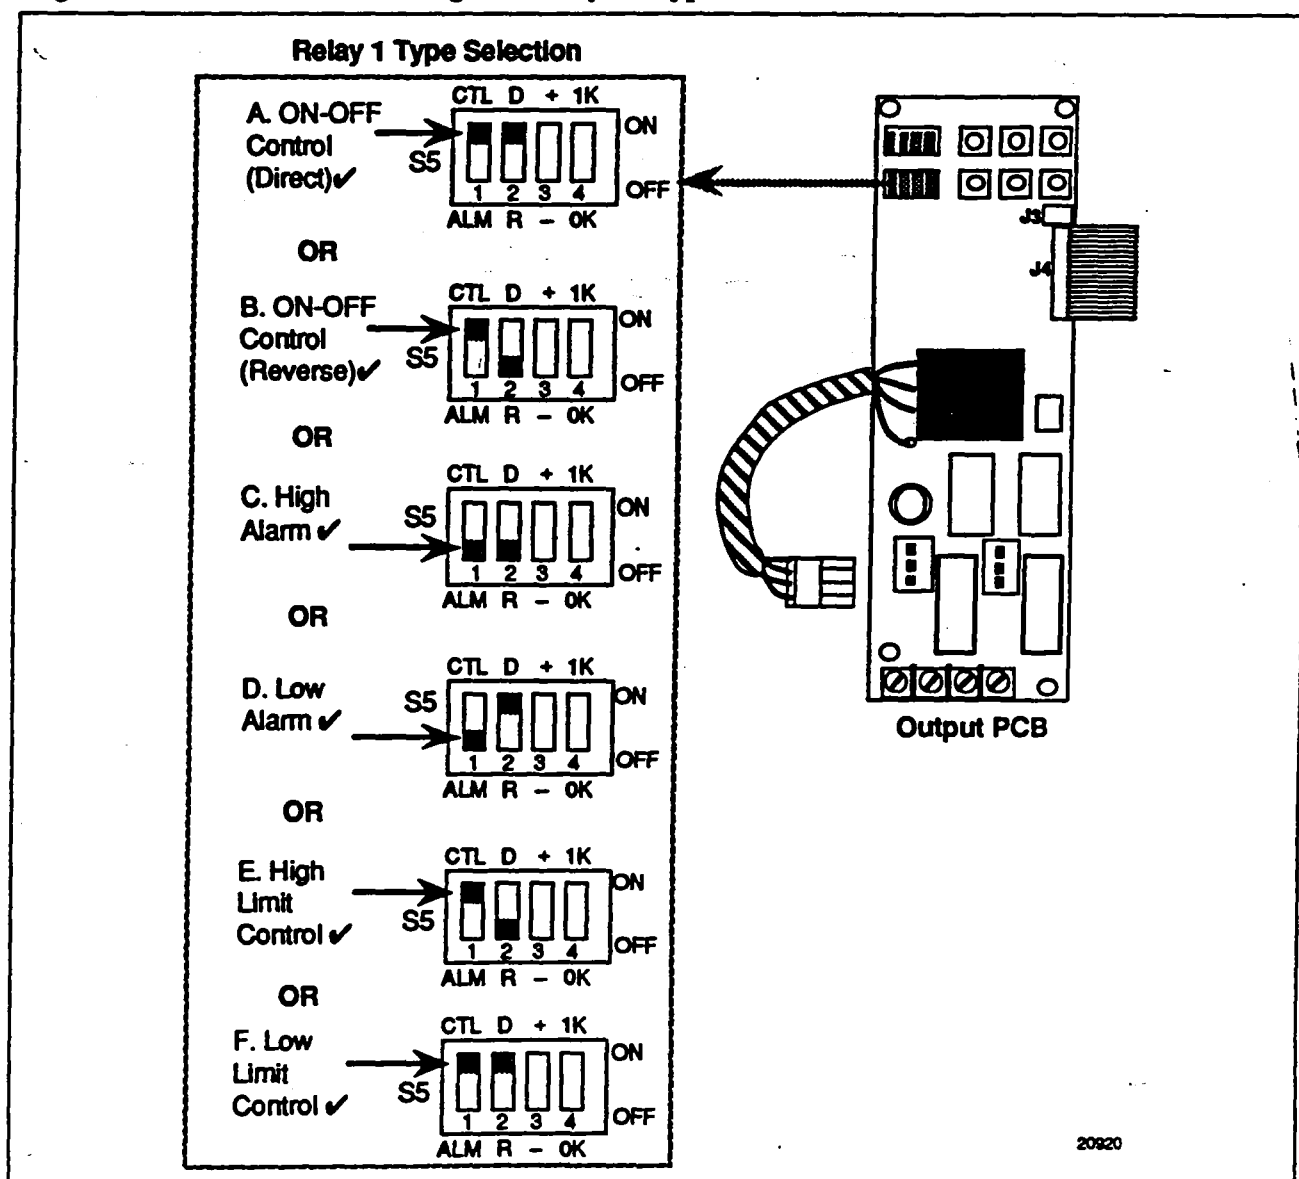 Relay 1 Type Selection
CTL D + 1K
A. ON-OFF
Control
(Direct)✔
S5
ON
OFF
1 2 3 4
ALM R – 0K
OR
CTL D + 1K
B. ON-OFF
Control
(Reverse)✔
S5
ON
OFF
1 2 3 4
ALM R – 0K
OR
CTL D + 1K
C. High
Alarm ✔
S5
ON
OFF
1 2 3 4
ALM R – 0K
OR
CTL D + 1K
D. Low
Alarm ✔
S5
ON
OFF
1 2 3 4
ALM R – 0K
OR
CTL D + 1K
E. High
Limit
Control ✔
S5
ON
OFF
1 2 3 4
ALM R – 0K
OR
CTL D + 1K
F. Low
Limit
Control ✔
S5
ON
OFF
1 2 3 4
ALM R – 0K
J3
J4
Output PCB
20920